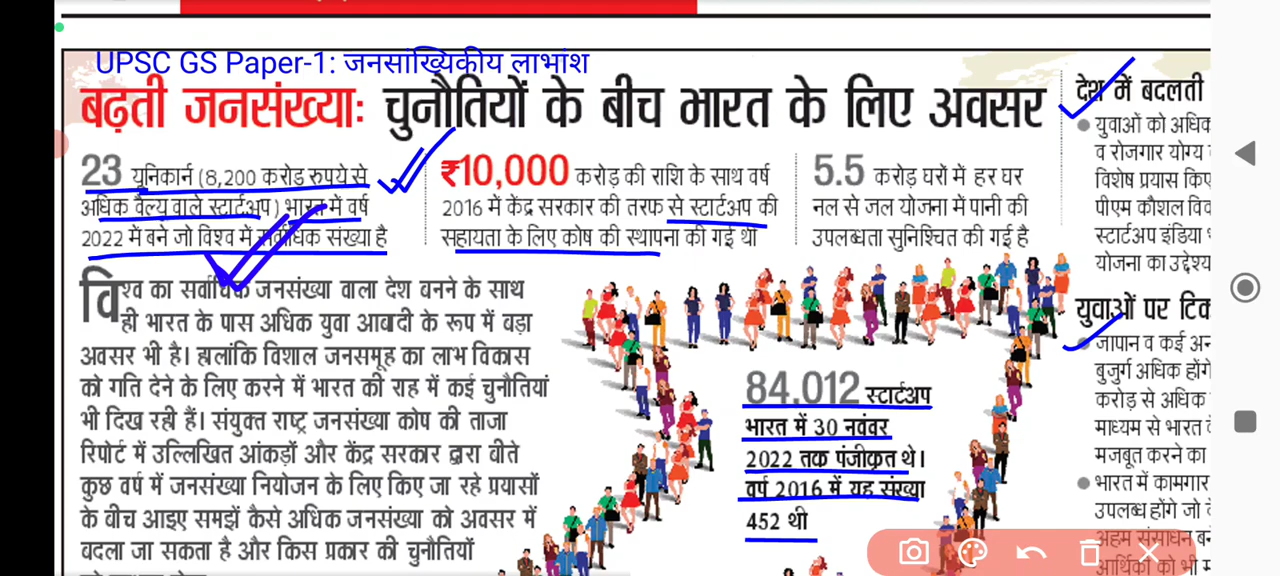 UPSC GS Paper-1: जनसाख्यिकीय लाभांश
बढ़ती जनसंख्या: चुनौतियों के बीच भारत के लिए अवसर
23 यूनिकार्न (8,200 करोड़ रुपये से
अधिक वैल्यू वाले स्टार्टअप) भारत में वर्ष
2022 में बने जो विश्व में सर्वाधिक संख्या है
₹10,000 करोड़ की राशि के साथ वर्ष
2016 में केंद्र सरकार की तरफ से स्टार्टअप की
सहायता के लिए कोष की स्थापना की गई थी
5.5 करोड़ घरों में हर घर
नल से जल योजना में पानी की
उपलब्धता सुनिश्चित की गई है
विश्व का सर्वाधिक जनसंख्या वाला देश बनने के साथ
ही भारत के पास अधिक युवा आबादी के रूप में बड़ा
अवसर भी है। हालांकि विशाल जनसमूह का लाभ विकास
को गति देने के लिए करने में भारत की राह में कई चुनौतियां
भी दिख रही हैं। संयुक्त राष्ट्र जनसंख्या कोष की ताजा
रिपोर्ट में उल्लिखित आंकड़ों और केंद्र सरकार द्वारा बीते
कुछ वर्ष में जनसंख्या नियोजन के लिए किए जा रहे प्रयासों
के बीच आइए समझें कैसे अधिक जनसंख्या को अवसर में
बदला जा सकता है और किस प्रकार की चुनौतियों
84,012 स्टार्टअप
भारत में 30 नवंबर
2022 तक पंजीकृत थे।
वर्ष 2016 में यह संख्या
452 थी
देश में बदलती
युवाओं को अधिक
व रोजगार योग्य
विशेष प्रयास किए
पीएम कौशल
स्टार्टअप इंडिया
योजना का उद्देश्य
युवाओं पर
जापान व कई
बुजुर्ग अधिक होंगे
करोड़ से अधिक
माध्यम से भारत
मजबूत करने का
भारत में कामगार
उपलब्ध होंगे जो
अहम संसाधन
आर्थिकी को भी